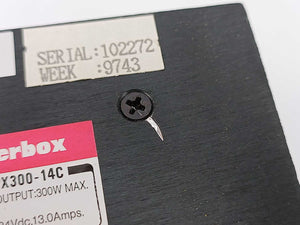 SERIAL:102272
WEEK :9743
erbox
X300-14C
OUTPUT:300W MAX.
4Vdc,13.0Amps.